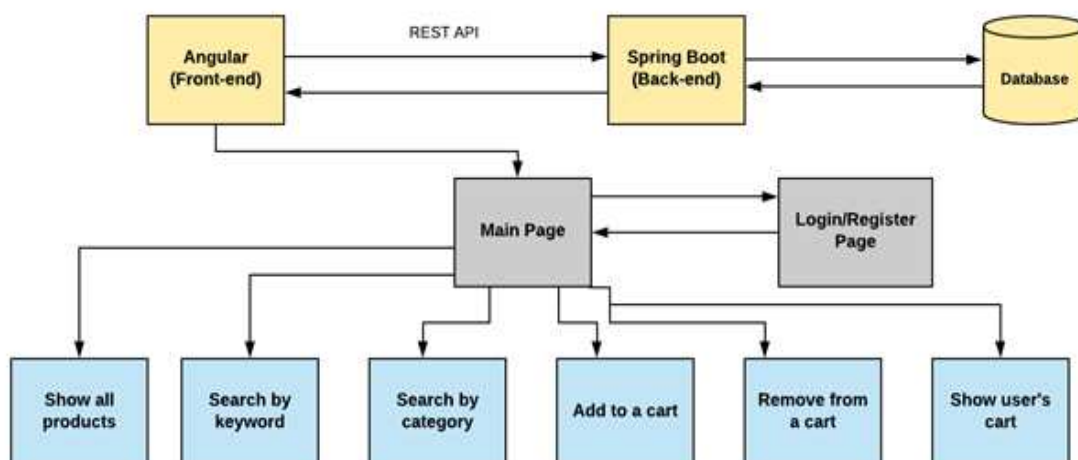 REST API
Angular
(Front-end)
Spring Boot
(Back-end)
Database
Main Page
Login/Register
Page
Show all
products
Search by
keyword
Search by
category
Add to a cart
Remove from
a cart
Show user's
cart